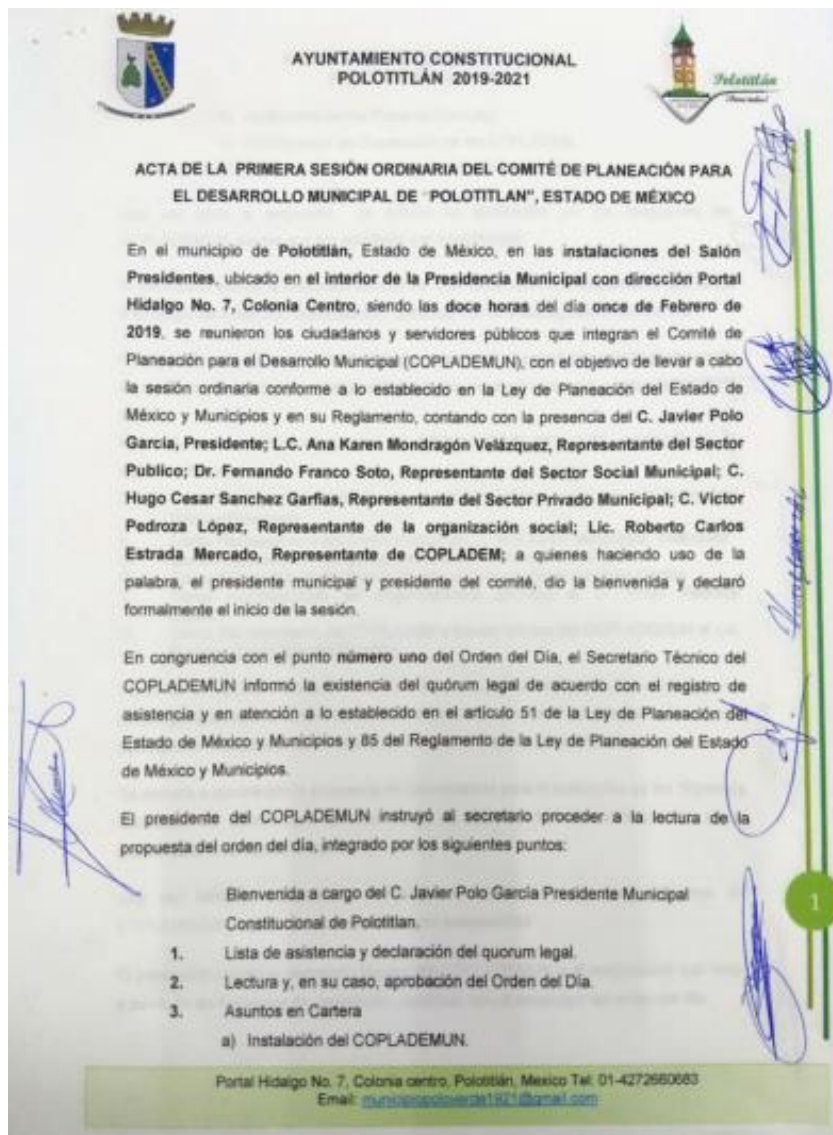 AYUNTAMIENTO CONSTITUCIONAL
POLOTITLÁN 2019-2021
Polotitlán
ACTA DE LA PRIMERA SESIÓN ORDINARIA DEL COMITÉ DE PLANEACIÓN PARA
EL DESARROLLO MUNICIPAL DE "POLOTITLAN", ESTADO DE MÉXICO
En el municipio de Polotitlán, Estado de México, en las instalaciones del Salón
Presidentes, ubicado en el interior de la Presidencia Municipal con dirección Portal
Hidalgo No. 7, Colonia Centro, siendo las doce horas del día once de Febrero de
2019, se reunieron los ciudadanos y servidores públicos que integran el Comité de
Planeación para el Desarrollo Municipal (COPLADEMUN), con el objetivo de llevar a cabo
la sesión ordinaria conforme a lo establecido en la Ley de Planeación del Estado de
México y Municipios y en su Reglamento, contando con la presencia del C. Javier Polo
García, Presidente; L.C. Ana Karen Mondragón Velázquez, Representante del Sector
Publico; Dr. Fernando Franco Soto, Representante del Sector Social Municipal; C.
Hugo Cesar Sanchez Garfias, Representante del Sector Privado Municipal; C. Victor
Pedroza López, Representante de la organización social; Lic. Roberto Carlos
Estrada Mercado, Representante de COPLADEM; a quienes haciendo uso de la
palabra, el presidente municipal y presidente del comité, dio la bienvenida y declaró
formalmente el inicio de la sesión.
En congruencia con el punto número uno del Orden del Día, el Secretario Técnico del
COPLADEMUN informó la existencia del quórum legal de acuerdo con el registro de
asistencia y en atención a lo establecido en el artículo 51 de la Ley de Planeación del
Estado de México y Municipios y 85 del Reglamento de la Ley de Planeación del Estado
de México y Municipios.
El presidente del COPLADEMUN instruyó al secretario proceder a la lectura de la
propuesta del orden del día, integrado por los siguientes puntos:
Bienvenida a cargo del C. Javier Polo García Presidente Municipal
Constitucional de Polotitlan.
1. Lista de asistencia y declaración del quorum legal.
2. Lectura y, en su caso, aprobación del Orden del Día.
3. Asuntos en Cartera
a) Instalación del COPLADEMUN.
1
Portal Hidalgo No. 7, Colonia centro, Polotitlán, Mexico Tel: 01-4272660663
Email: municipiopoloverde1921@gmail.com